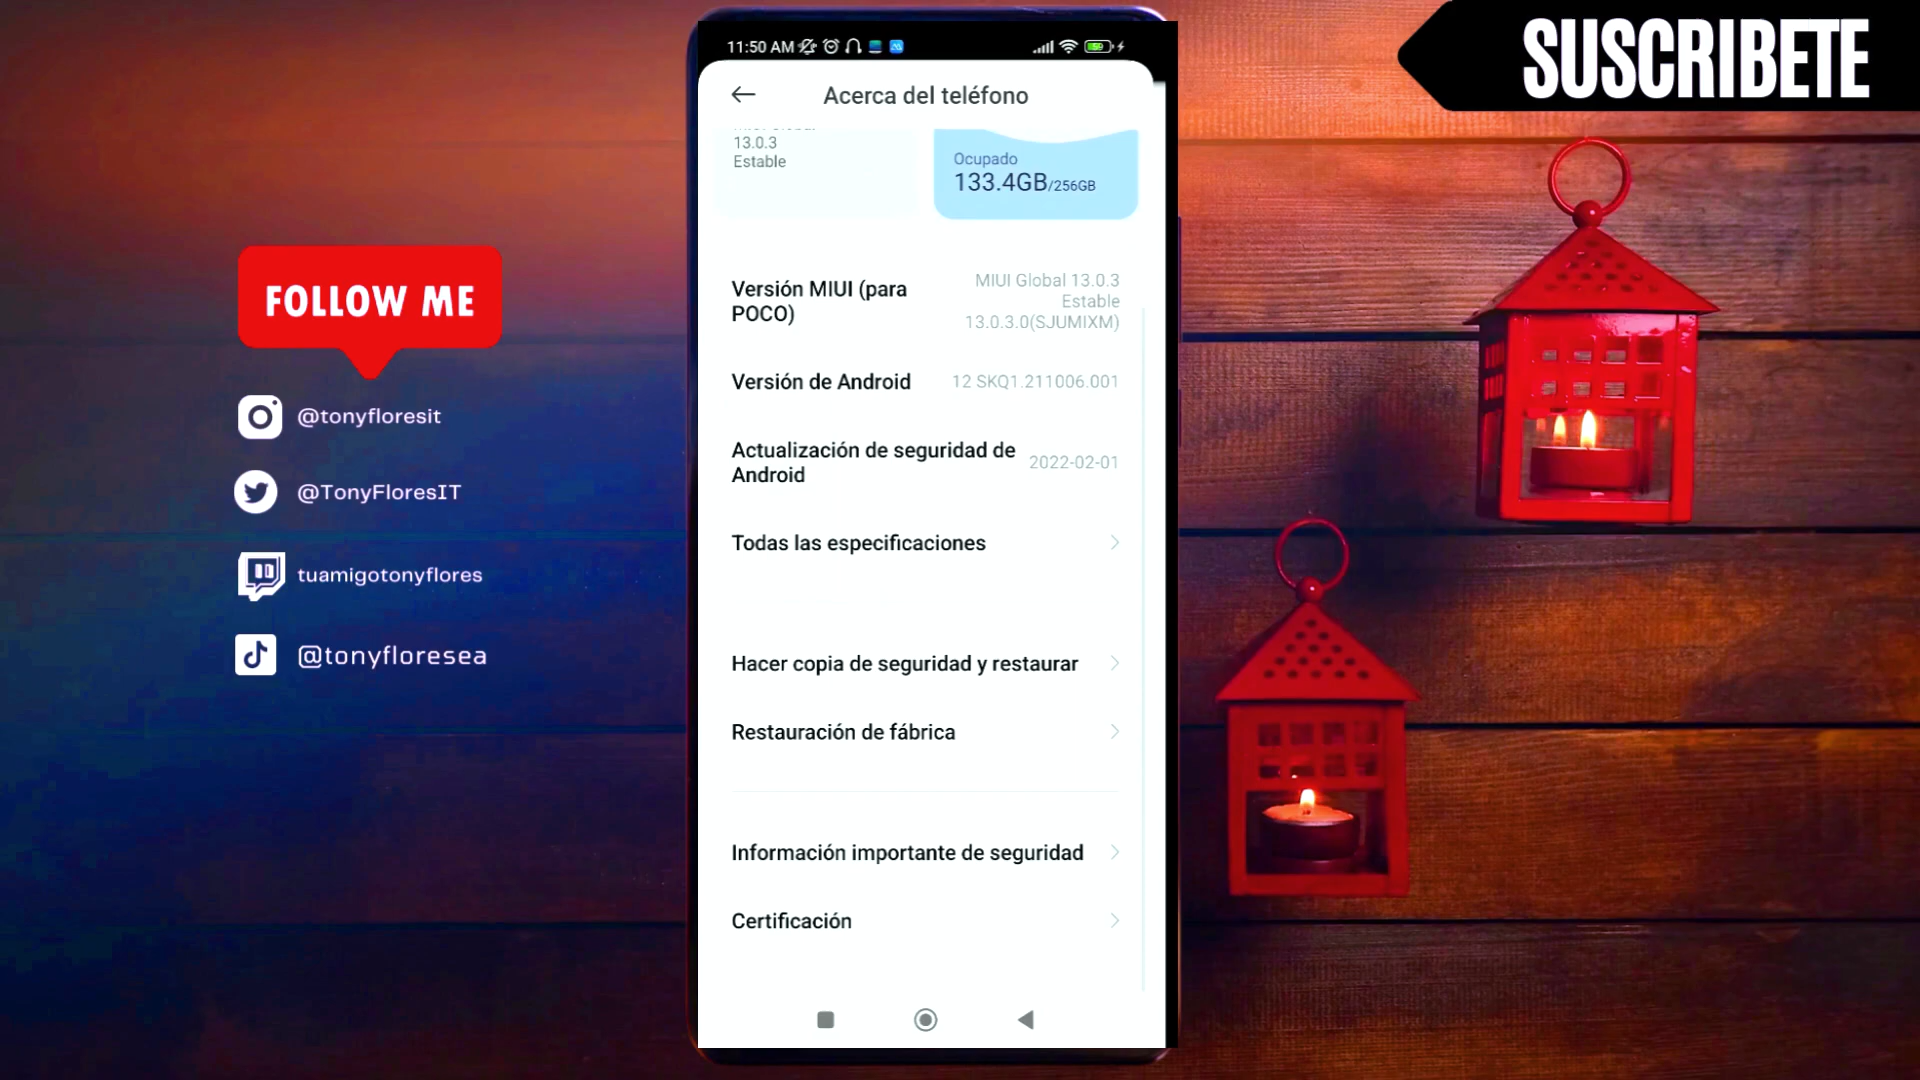 SUSCRIBETE
FOLLOW ME
@tonyfloresit
@TonyFloresIT
tuamigotonyflores
@tonyfloresea
11:50 AM
59
Acerca del teléfono
13.0.3
Estable
Ocupado
133.4GB/256GB
Versión MIUI (para
POCO)
MIUI Global 13.0.3
Estable
13.0.3.0(SJUMIXM)
Versión de Android
12 SKQ1.211006.001
Actualización de seguridad de
Android
2022-02-01
Todas las especificaciones
Hacer copia de seguridad y restaurar
Restauración de fábrica
Información importante de seguridad
Certificación